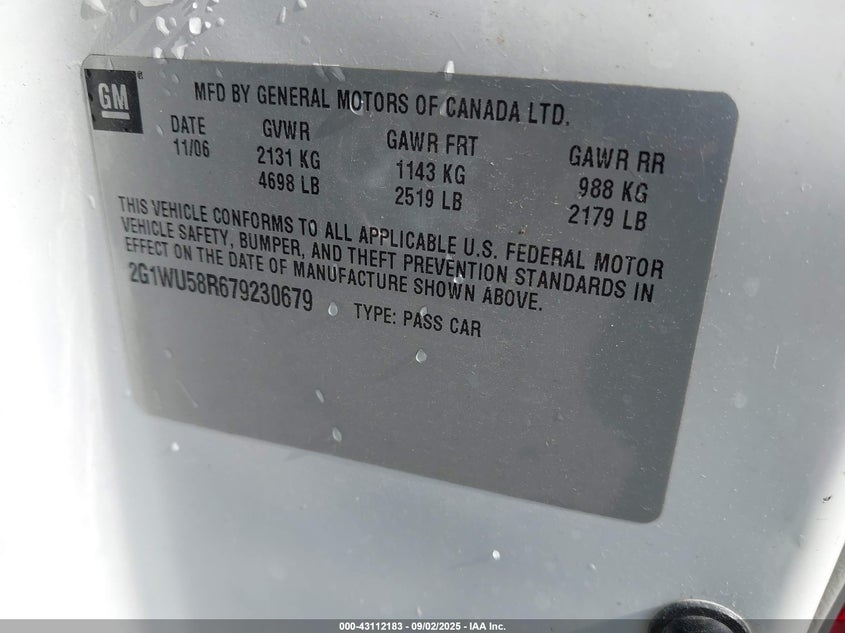 GM®
MFD BY GENERAL MOTORS OF CANADA LTD.
DATE GVWR GAWR FRT GAWR RR
11/06 2131 KG 1143 KG 988 KG
4698 LB 2519 LB 2179 LB
THIS VEHICLE CONFORMS TO ALL APPLICABLE U.S. FEDERAL MOTOR
VEHICLE SAFETY, BUMPER, AND THEFT PREVENTION STANDARDS IN
EFFECT ON THE DATE OF MANUFACTURE SHOWN ABOVE.
2G1WU58R679230679 TYPE: PASS CAR
000-43112183 - 09/02/2025 - IAA Inc.